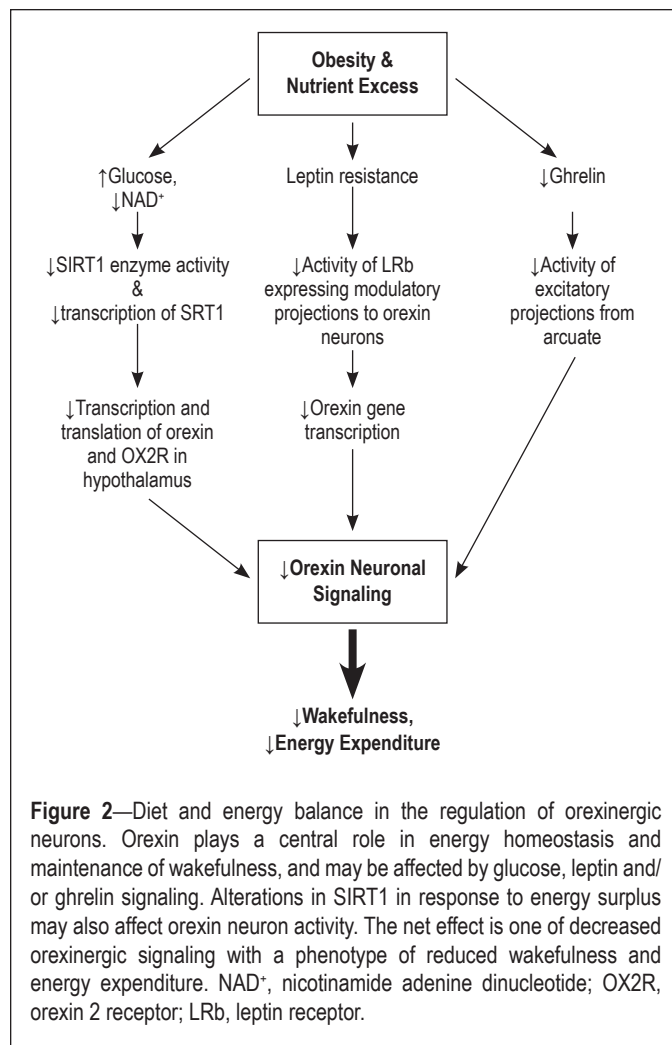 Obesity &
Nutrient Excess
↑Glucose,
↓NAD⁺
Leptin resistance
↓Ghrelin
↓SIRT1 enzyme activity
&
↓transcription of SRT1
↓Activity of LRb
expressing modulatory
projections to orexin
neurons
↓Activity of
excitatory
projections from
arcuate
↓Transcription and
translation of orexin
and OX2R in
hypothalamus
↓Orexin gene
transcription
↓Orexin Neuronal
Signaling
↓Wakefulness,
↓Energy Expenditure
Figure 2—Diet and energy balance in the regulation of orexinergic
neurons. Orexin plays a central role in energy homeostasis and
maintenance of wakefulness, and may be affected by glucose, leptin and/
or ghrelin signaling. Alterations in SIRT1 in response to energy surplus
may also affect orexin neuron activity. The net effect is one of decreased
orexinergic signaling with a phenotype of reduced wakefulness and
energy expenditure. NAD⁺, nicotinamide adenine dinucleotide; OX2R,
orexin 2 receptor; LRb, leptin receptor.